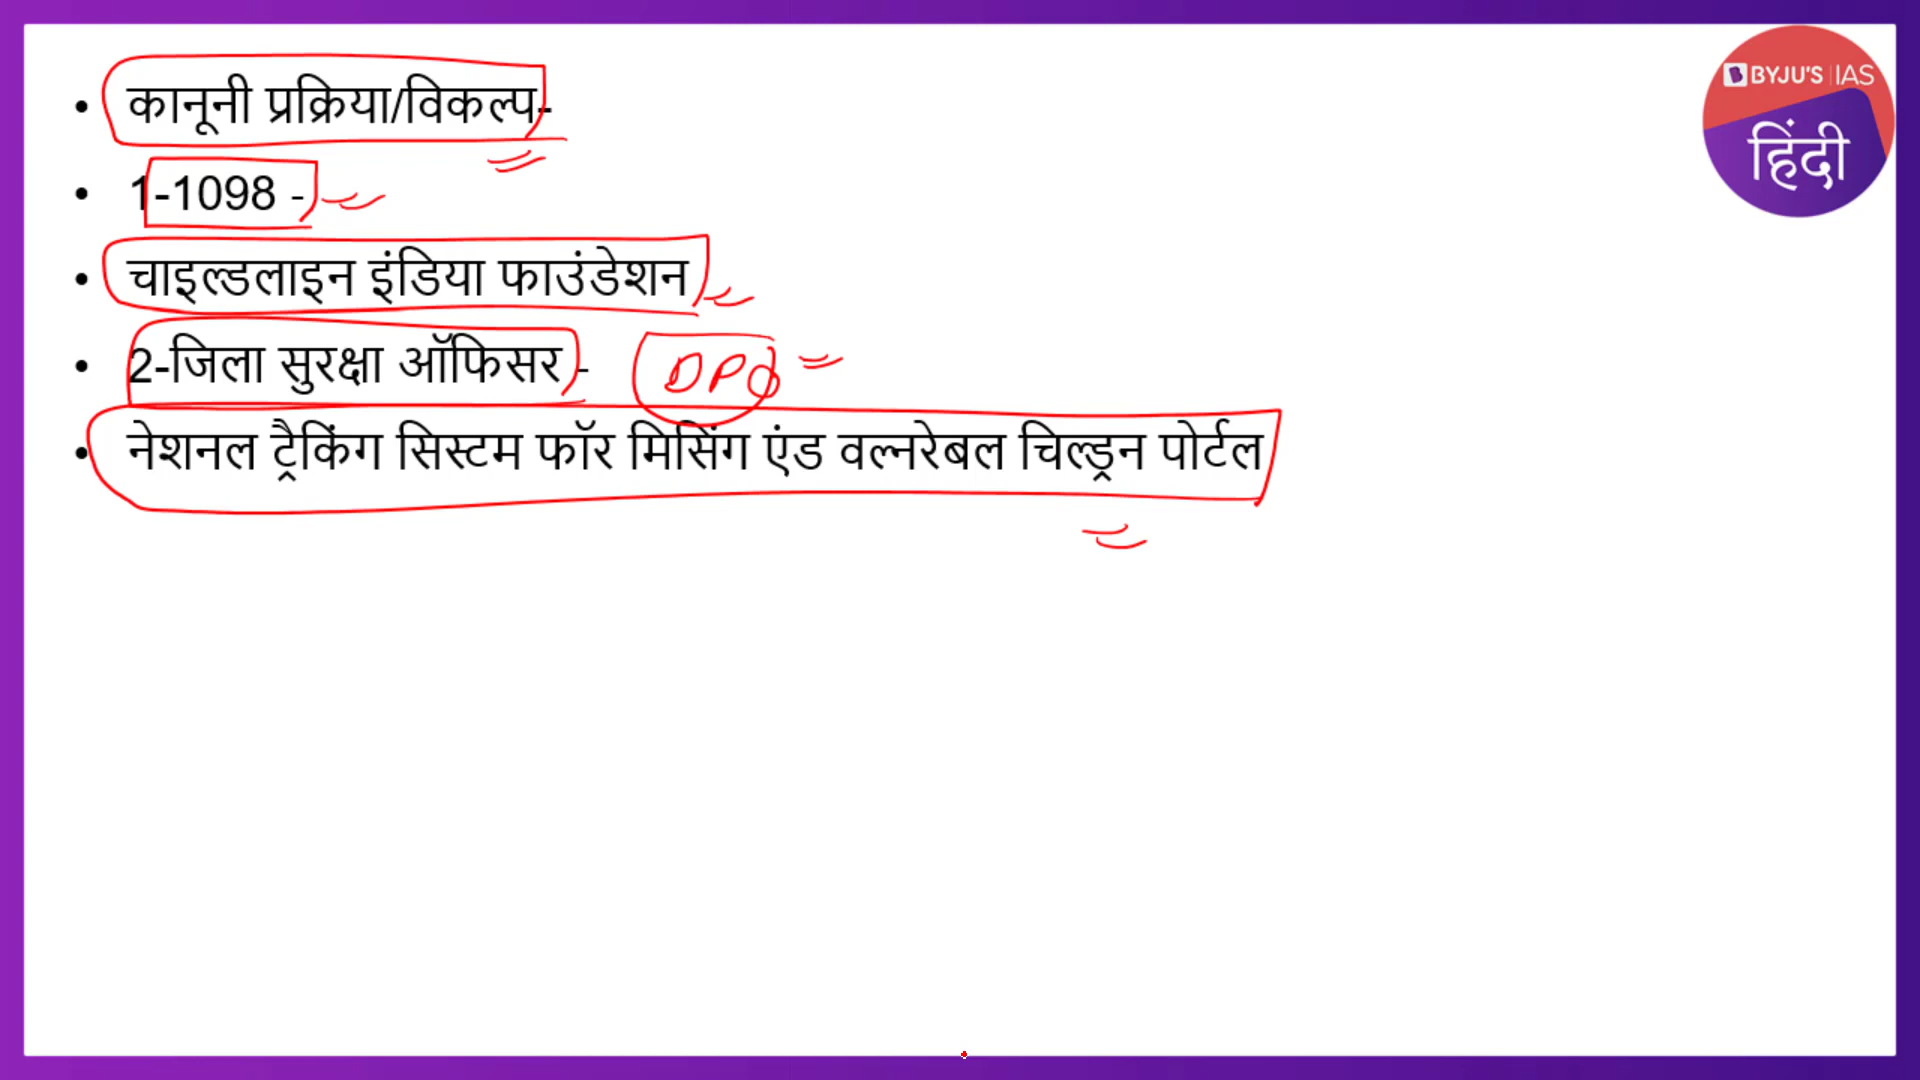 • कानूनी प्रक्रिया/विकल्प-
• 1-1098 -
• चाइल्डलाइन इंडिया फाउंडेशन
• 2-जिला सुरक्षा ऑफिसर - DPO
• नेशनल ट्रैकिंग सिस्टम फॉर मिसिंग एंड वल्नरेबल चिल्ड्रन पोर्टल
BYJU'S IAS
हिंदी